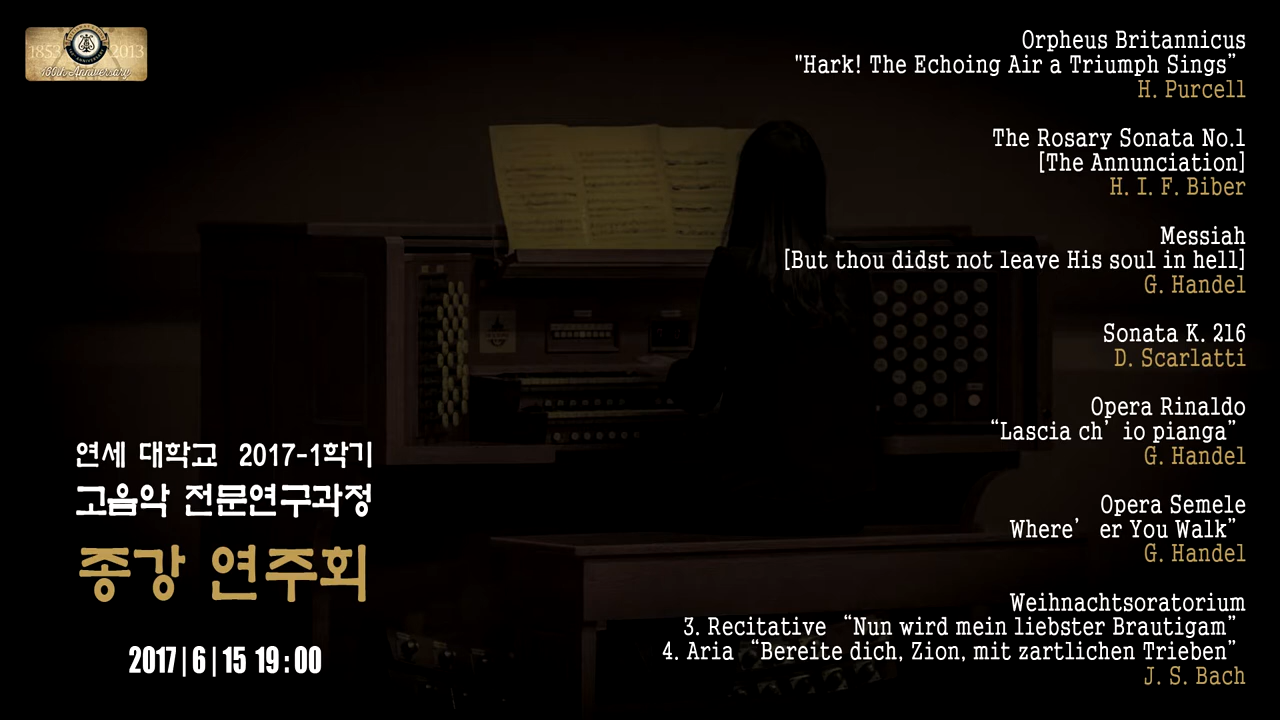 1853 2013
160th Anniversary
Orpheus Britannicus
"Hark! The Echoing Air a Triumph Sings”
H. Purcell
The Rosary Sonata No.1
[The Annunciation]
H. I. F. Biber
Messiah
[But thou didst not leave His soul in hell]
G. Handel
Sonata K. 216
D. Scarlatti
Opera Rinaldo
“Lascia ch’ io pianga”
G. Handel
Opera Semele
Where’ er You Walk”
G. Handel
Weihnachtsoratorium
3. Recitative “Nun wird mein liebster Brautigam”
4. Aria “Bereite dich, Zion, mit zartlichen Trieben”
J. S. Bach
연세 대학교 2017-1학기
고음악 전문연구과정
종강 연주회
2017|6|15 19:00